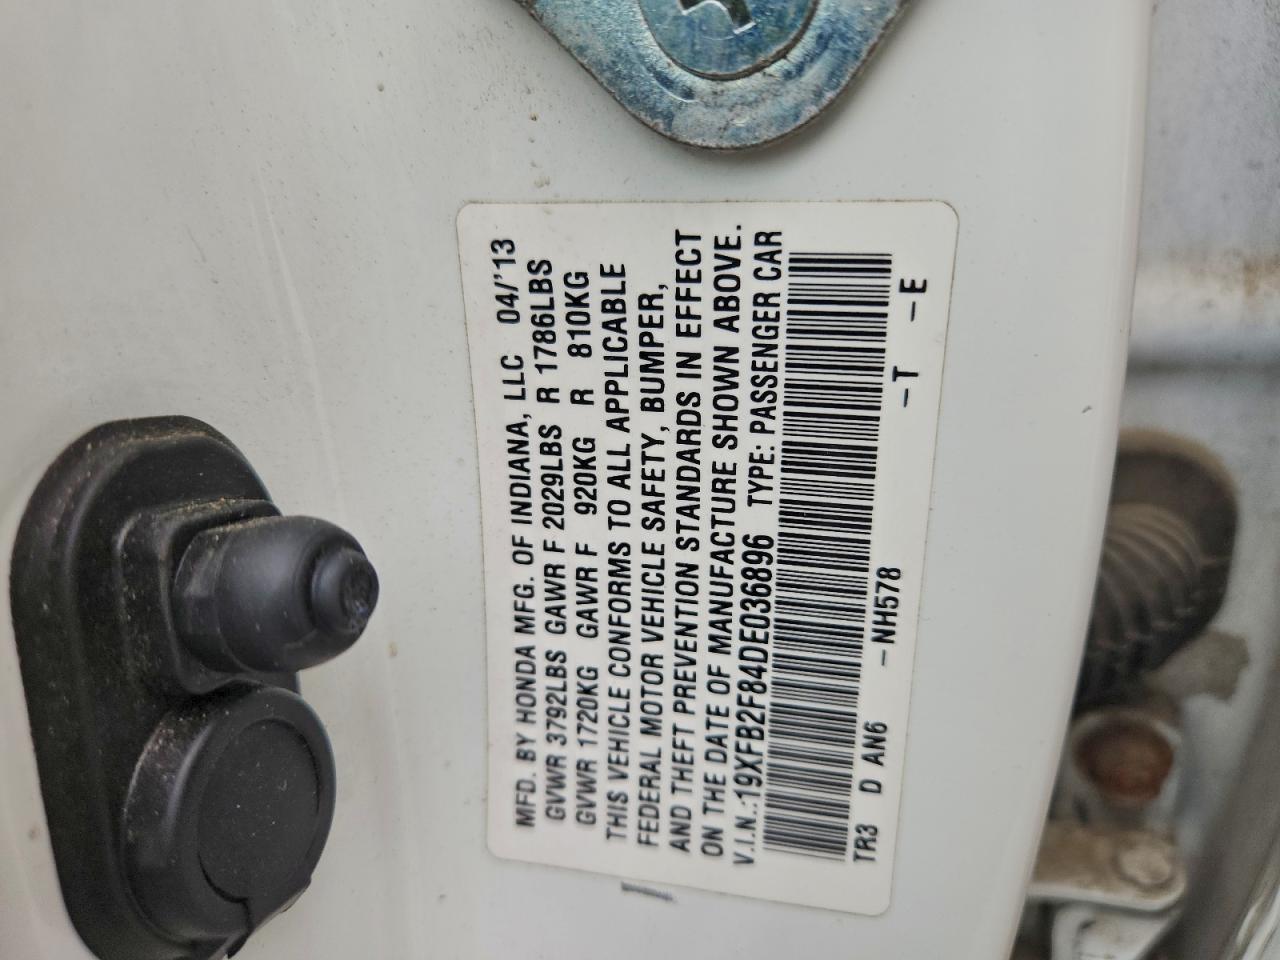 MFD. BY HONDA MFG. OF INDIANA, LLC 04/'13
GVWR 3792LBS GAWR F 2029LBS R 1786LBS
GVWR 1720KG GAWR F 920KG R 810KG
THIS VEHICLE CONFORMS TO ALL APPLICABLE
FEDERAL MOTOR VEHICLE SAFETY, BUMPER,
AND THEFT PREVENTION STANDARDS IN EFFECT
ON THE DATE OF MANUFACTURE SHOWN ABOVE.
V.I.N.:19XFB2F84DE036896 TYPE: PASSENGER CAR
TR3 D AN6 -NH578 -T -E